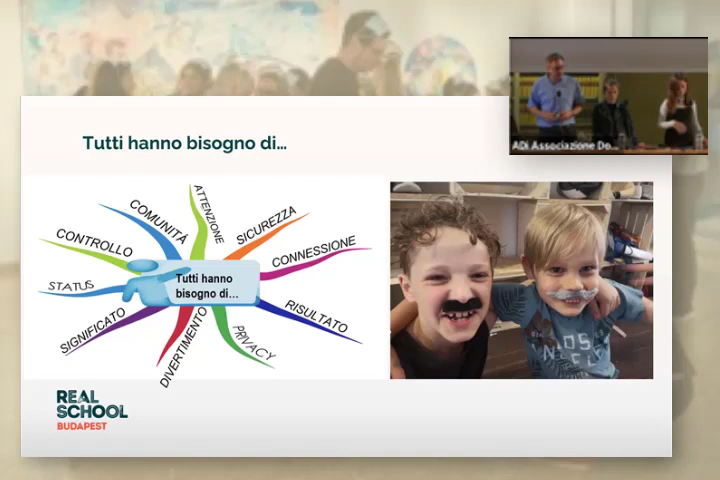 Tutti hanno bisogno di...
ADi Associazione Do...
ATTENZIONE
COMUNITÁ
SICUREZZA
CONTROLLO
CONNESSIONE
STATUS
Tutti hanno
bisogno di...
SIGNIFICATO
RISULTATO
DIVERTIMENTO
PRIVACY
REAL
SCHOOL
BUDAPEST